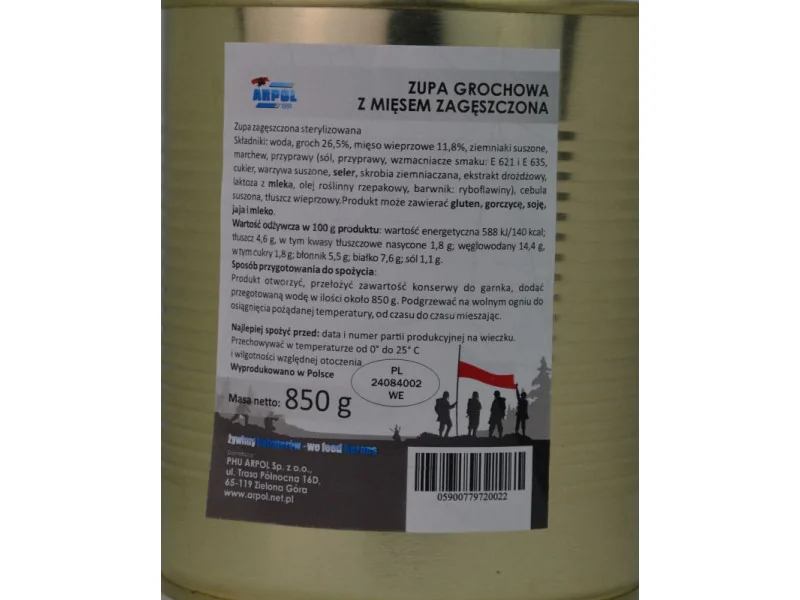 ARPOL
ZUPA GROCHOWA
Z MIĘSEM ZAGĘSZCZONA
Zupa zagęszczona sterylizowana
Składniki: woda, groch 26,5%, mięso wieprzowe 11,8%, ziemniaki suszone,
marchew, przyprawy (sól, przyprawy, wzmacniacze smaku: E 621 i E 635,
cukier, warzywa suszone, seler, skrobia ziemniaczana, ekstrakt drożdżowy,
laktoza z mleka, olej roślinny rzepakowy, barwnik: ryboflawiny), cebula
suszona, tłuszcz wieprzowy.Produkt może zawierać gluten, gorczycę, soję,
jaja i mleko.
Wartość odżywcza w 100 g produktu: wartość energetyczna 588 kJ/140 kcal;
tłuszcz 4,6 g, w tym kwasy tłuszczowe nasycone 1,8 g; węglowodany 14,4 g,
w tym cukry 1,8 g; błonnik 5,5 g; białko 7,6 g; sól 1,1 g.
Sposób przygotowania do spożycia:
Produkt otworzyć, przełożyć zawartość konserwy do garnka, dodać
przegotowaną wodę w ilości około 850 g. Podgrzewać na wolnym ogniu do
osiągnięcia pożądanej temperatury, od czasu do czasu mieszając.
Najlepiej spożyć przed: data i numer partii produkcyjnej na wieczku.
Przechowywać w temperaturze od 0° do 25° C
i wilgotności względnej otoczenia
Wyprodukowano w Polsce
PL
24084002
WE
Masa netto: 850 g
żywimy bohaterów - we feed heroes
PHU ARPOL Sp. z o.o.,
ul. Trasa Północna 16D,
65-119 Zielona Góra
www.arpol.net.pl
05900779720022